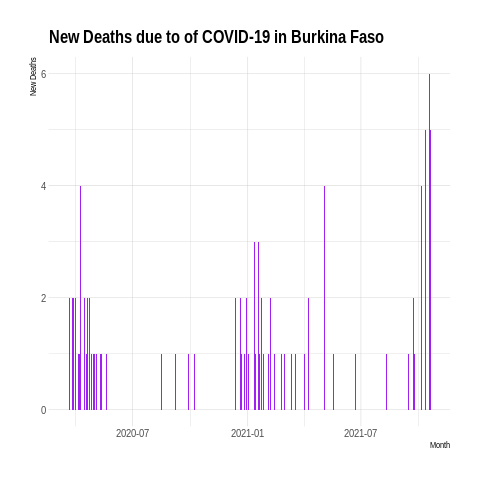 New Deaths due to of COVID-19 in Burkina Faso
New Deaths
6
4
2
0
2020-07
2021-01
2021-07
Month